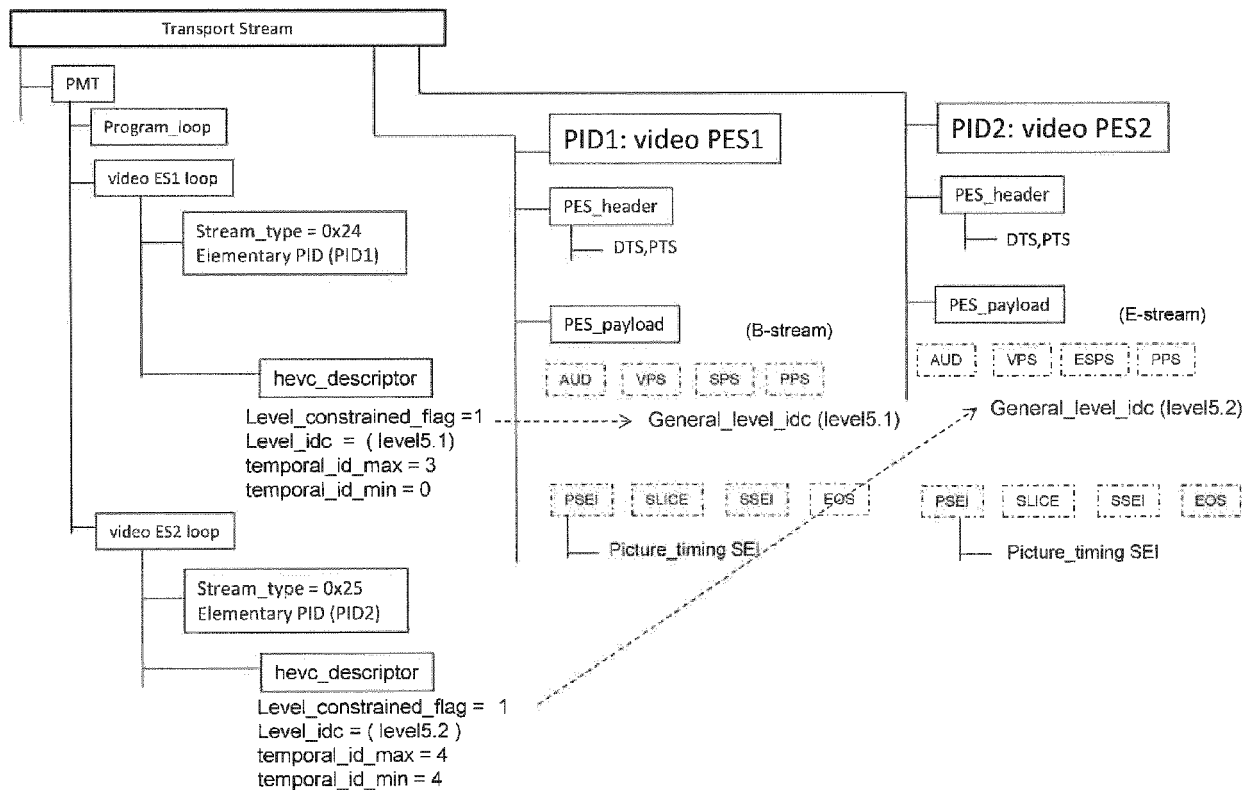 Transport Stream
PMT
Program_loop
video ES1 loop
Stream_type = 0x24
Elementary PID (PID1)
hevc_descriptor
Level_constrained_flag =1
Level_idc = ( level5.1)
temporal_id_max = 3
temporal_id_min = 0
video ES2 loop
Stream_type = 0x25
Elementary PID (PID2)
hevc_descriptor
Level_constrained_flag = 1
Level_idc = ( level5.2 )
temporal_id_max = 4
temporal_id_min = 4
PID1: video PES1
PES_header
DTS,PTS
PES_payload
(B-stream)
AUD VPS SPS PPS
General_level_idc (level5.1)
PSEI SLICE SSEI EOS
Picture_timing SEI
PID2: video PES2
PES_header
DTS,PTS
PES_payload
(E-stream)
AUD VPS ESPS PPS
General_level_idc (level5.2)
PSEI SLICE SSEI EOS
Picture_timing SEI